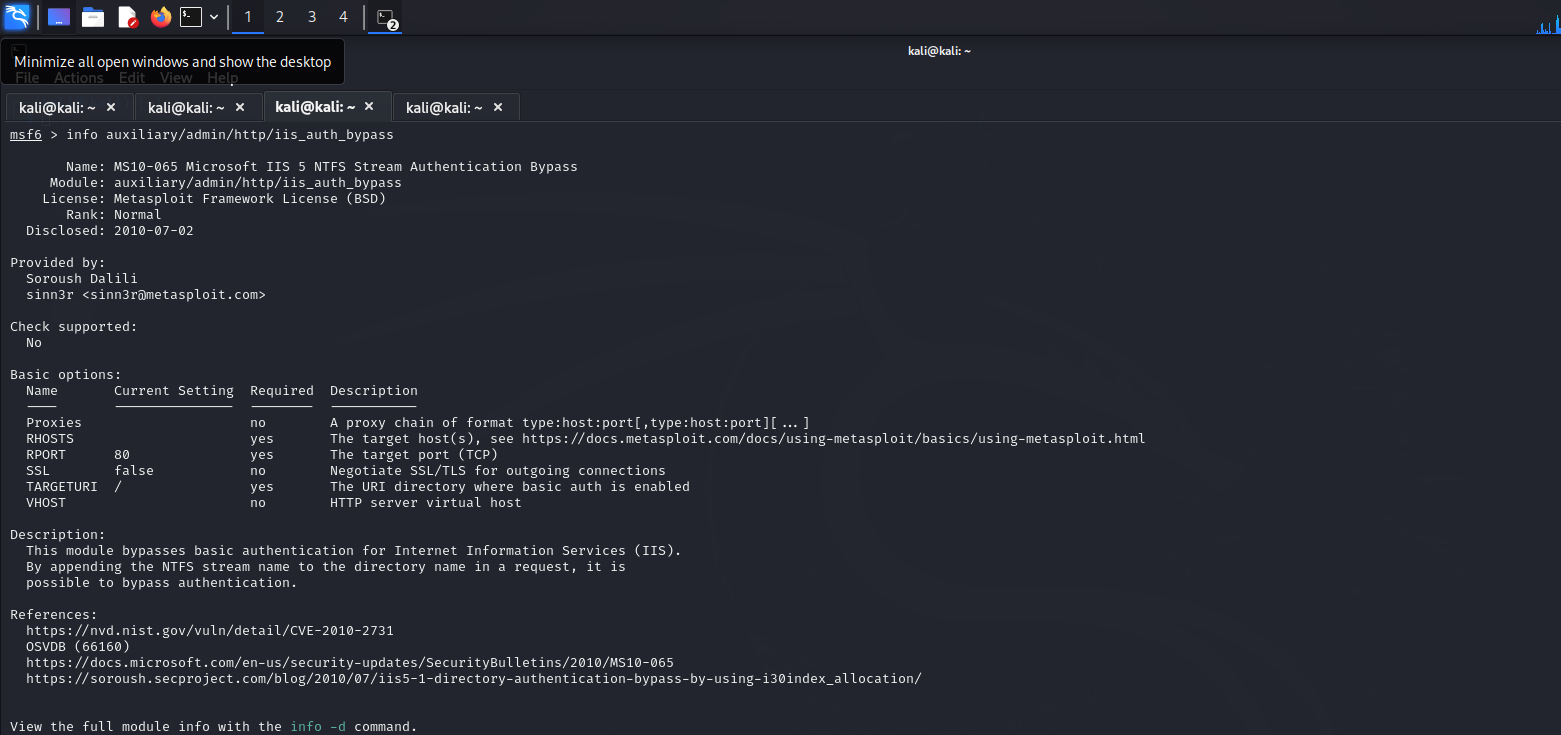 1 2 3 4 2
kali@kali: ~
Minimize all open windows and show the desktop
File Actions Edit View Help
kali@kali: ~ × kali@kali: ~ × kali@kali: ~ × kali@kali: ~ ×
msf6 > info auxiliary/admin/http/iis_auth_bypass
Name: MS10-065 Microsoft IIS 5 NTFS Stream Authentication Bypass
Module: auxiliary/admin/http/iis_auth_bypass
License: Metasploit Framework License (BSD)
Rank: Normal
Disclosed: 2010-07-02
Provided by:
Soroush Dalili
sinn3r <sinn3r@metasploit.com>
Check supported:
No
Basic options:
Name Current Setting Required Description
---- --------------- -------- -----------
Proxies no A proxy chain of format type:host:port[,type:host:port][...]
RHOSTS yes The target host(s), see https://docs.metasploit.com/docs/using-metasploit/basics/using-metasploit.html
RPORT 80 yes The target port (TCP)
SSL false no Negotiate SSL/TLS for outgoing connections
TARGETURI / yes The URI directory where basic auth is enabled
VHOST no HTTP server virtual host
Description:
This module bypasses basic authentication for Internet Information Services (IIS).
By appending the NTFS stream name to the directory name in a request, it is
possible to bypass authentication.
References:
https://nvd.nist.gov/vuln/detail/CVE-2010-2731
OSVDB (66160)
https://docs.microsoft.com/en-us/security-updates/SecurityBulletins/2010/MS10-065
https://soroush.secproject.com/blog/2010/07/iis5-1-directory-authentication-bypass-by-using-i30index_allocation/
View the full module info with the info -d command.